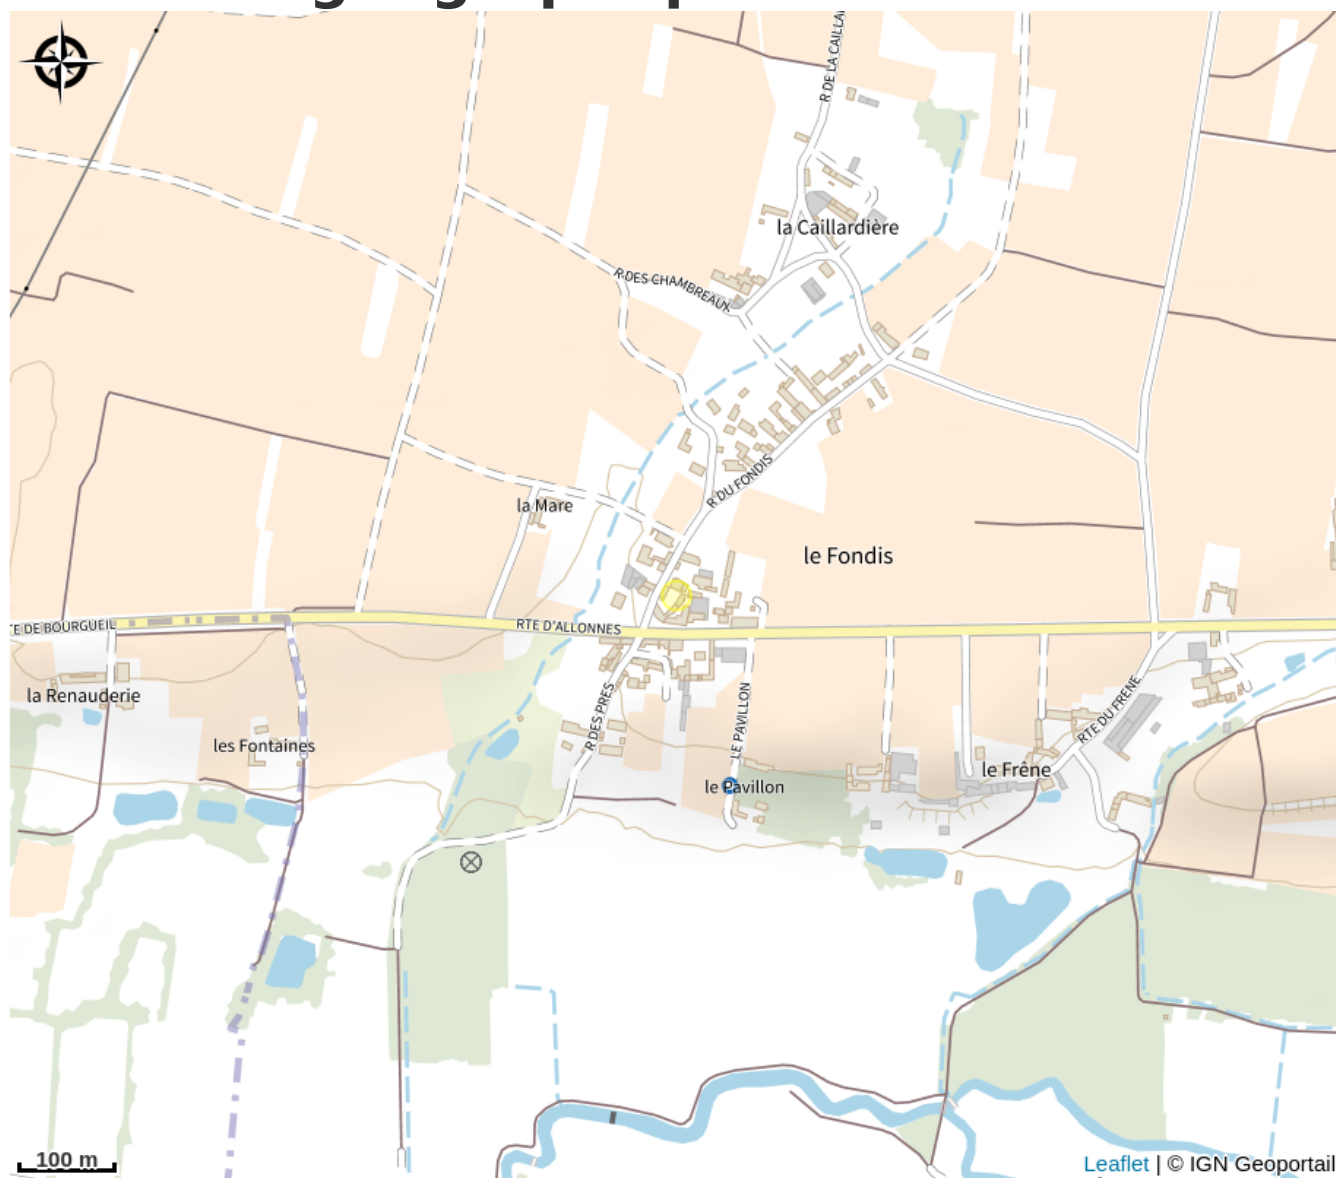 R DE LA CAILLA
la Caillardière
R DES CHAMBREAUX
R DU FONDIS
la Mare
le Fondis
E DE BOURGUEIL
RTE D'ALLONNES
la Renauderie
les Fontaines
R DES PRES
LE PAVILLON
le Pavillon
RTE DU FRENE
le Frêne
100 m
Leaflet | © IGN Geoportail